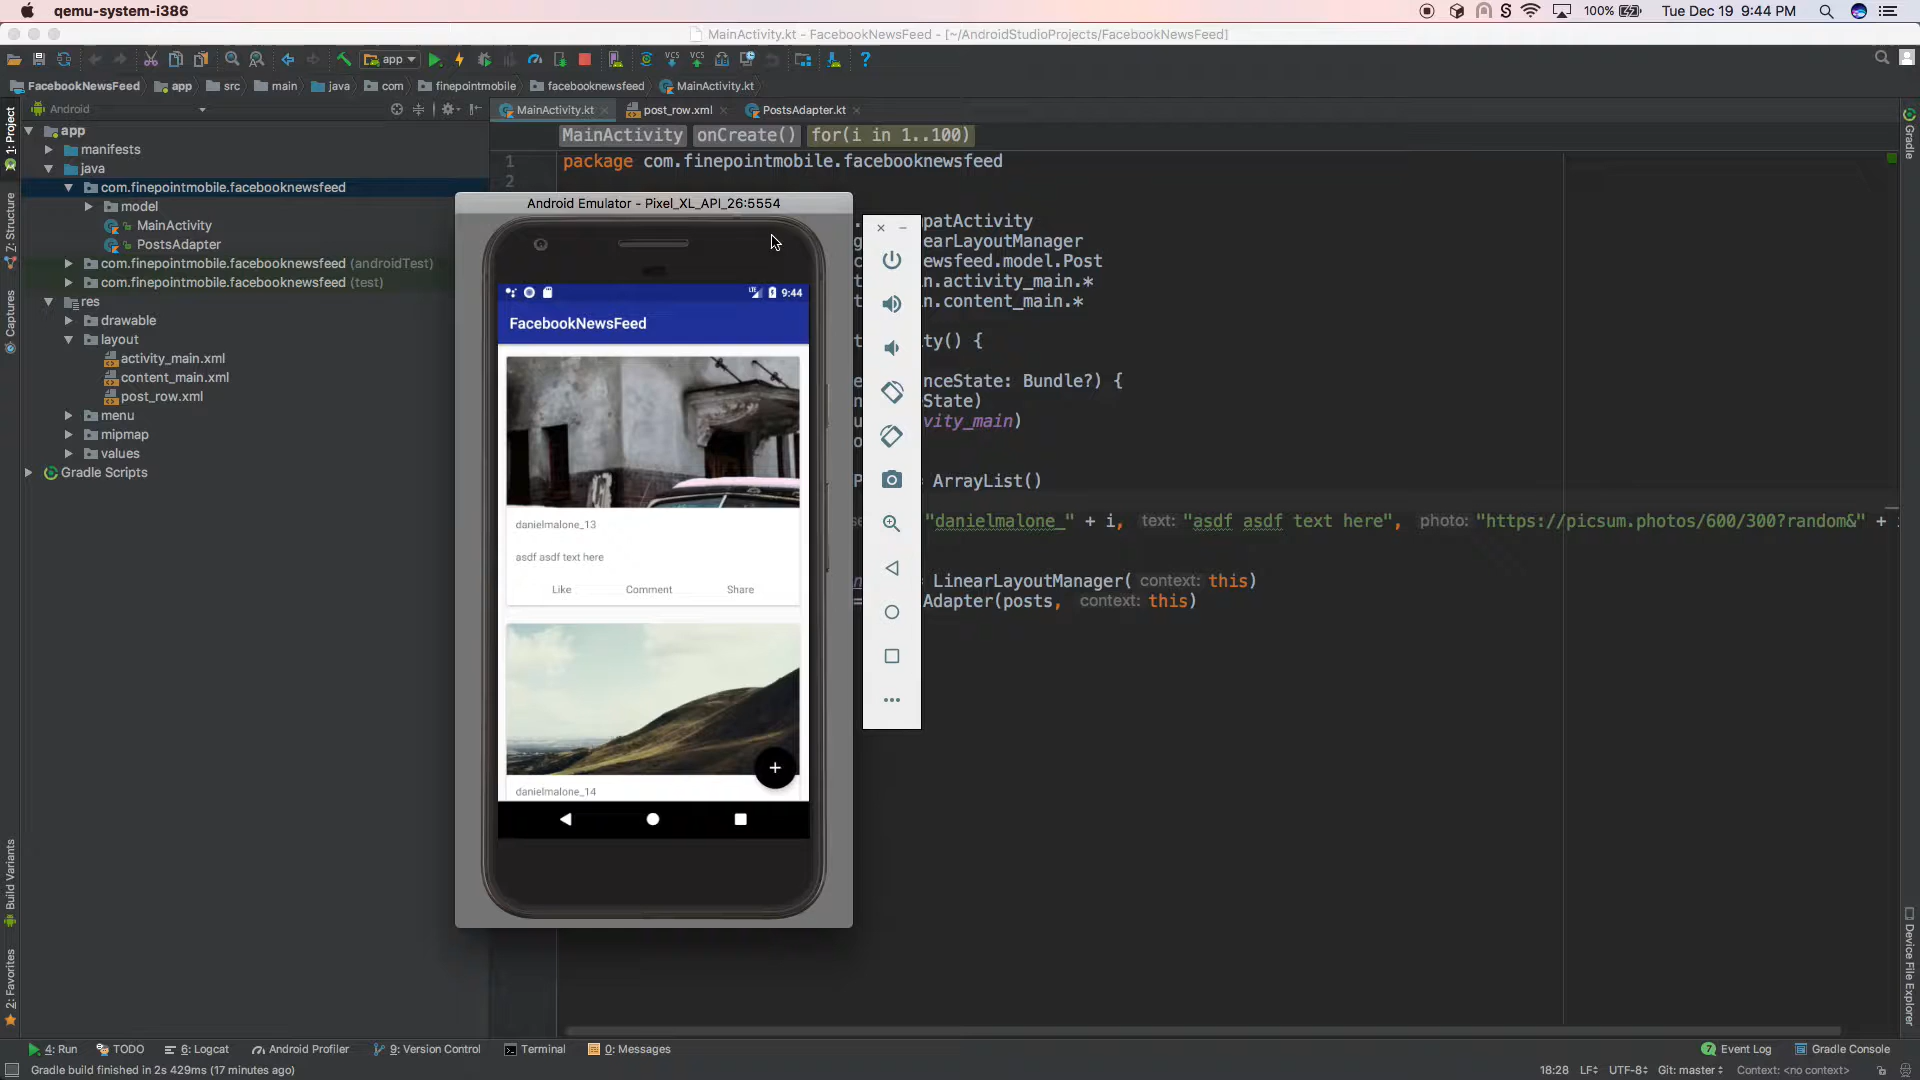 qemu-system-i386
100%
Tue Dec 19 9:44 PM
MainActivity.kt - FacebookNewsFeed - [~/AndroidStudioProjects/FacebookNewsFeed]
app
FacebookNewsFeed app src main java com finepointmobile facebooknewsfeed MainActivity.kt
Android
MainActivity.kt post_row.xml PostsAdapter.kt
MainActivity onCreate() for(i in 1..100)
1: Project
7: Structure
Captures
Build Variants
2: Favorites
app
manifests
java
com.finepointmobile.facebooknewsfeed
model
MainActivity
PostsAdapter
com.finepointmobile.facebooknewsfeed (androidTest)
com.finepointmobile.facebooknewsfeed (test)
res
drawable
layout
activity_main.xml
content_main.xml
post_row.xml
menu
mipmap
values
Gradle Scripts
1 package com.finepointmobile.facebooknewsfeed
2
patActivity
earLayoutManager
ewsfeed.model.Post
n.activity_main.*
n.content_main.*
ty() {
nceState: Bundle?) {
State)
vity_main)
ArrayList()
"danielmalone_" + i, text: "asdf asdf text here", photo: "https://picsum.photos/600/300?random&" +
= LinearLayoutManager( context: this)
Adapter(posts, context: this)
Android Emulator - Pixel_XL_API_26:5554
LTE 9:44
FacebookNewsFeed
danielmalone_13
asdf asdf text here
Like Comment Share
danielmalone_14
+
Gradle
Device File Explorer
4: Run TODO 6: Logcat Android Profiler 9: Version Control Terminal 0: Messages
7 Event Log Gradle Console
Gradle build finished in 2s 429ms (17 minutes ago)
18:28 LF÷ UTF-8÷ Git: master÷ Context: <no context>